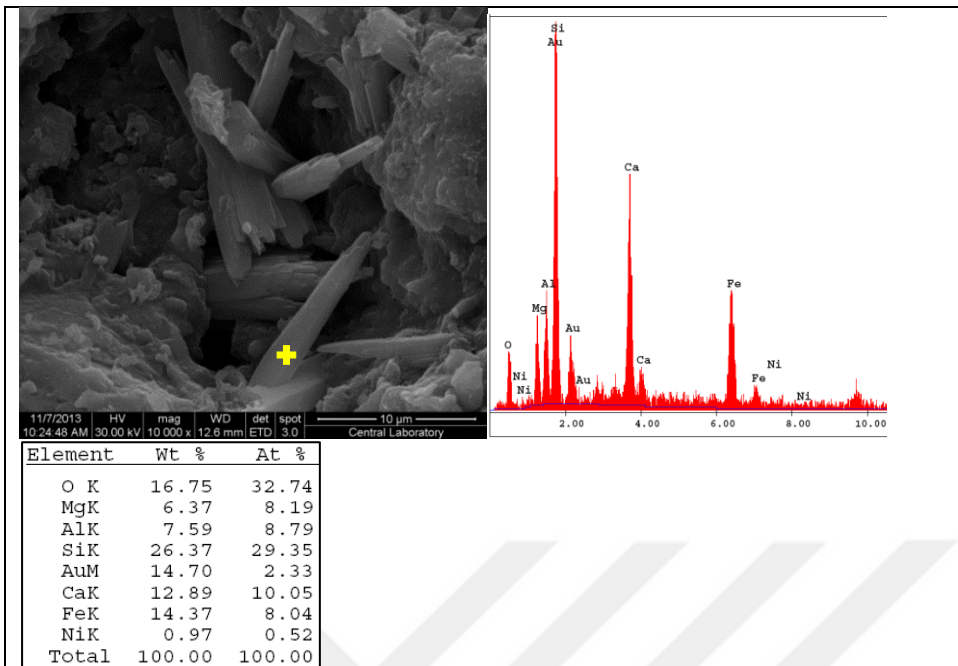 11/7/2013 HV mag WD det spot 10 µm
10:24:48 AM 30.00 kV 10 000 x 12.6 mm ETD 3.0 Central Laboratory
Si
Au
Ca
Al
Mg
Fe
Au
O
Ni
Ni
Au
Ca
Ni
Fe
Ni
2.00 4.00 6.00 8.00 10.00
Element Wt % At %
O K 16.75 32.74
MgK 6.37 8.19
AlK 7.59 8.79
SiK 26.37 29.35
AuM 14.70 2.33
CaK 12.89 10.05
FeK 14.37 8.04
NiK 0.97 0.52
Total 100.00 100.00